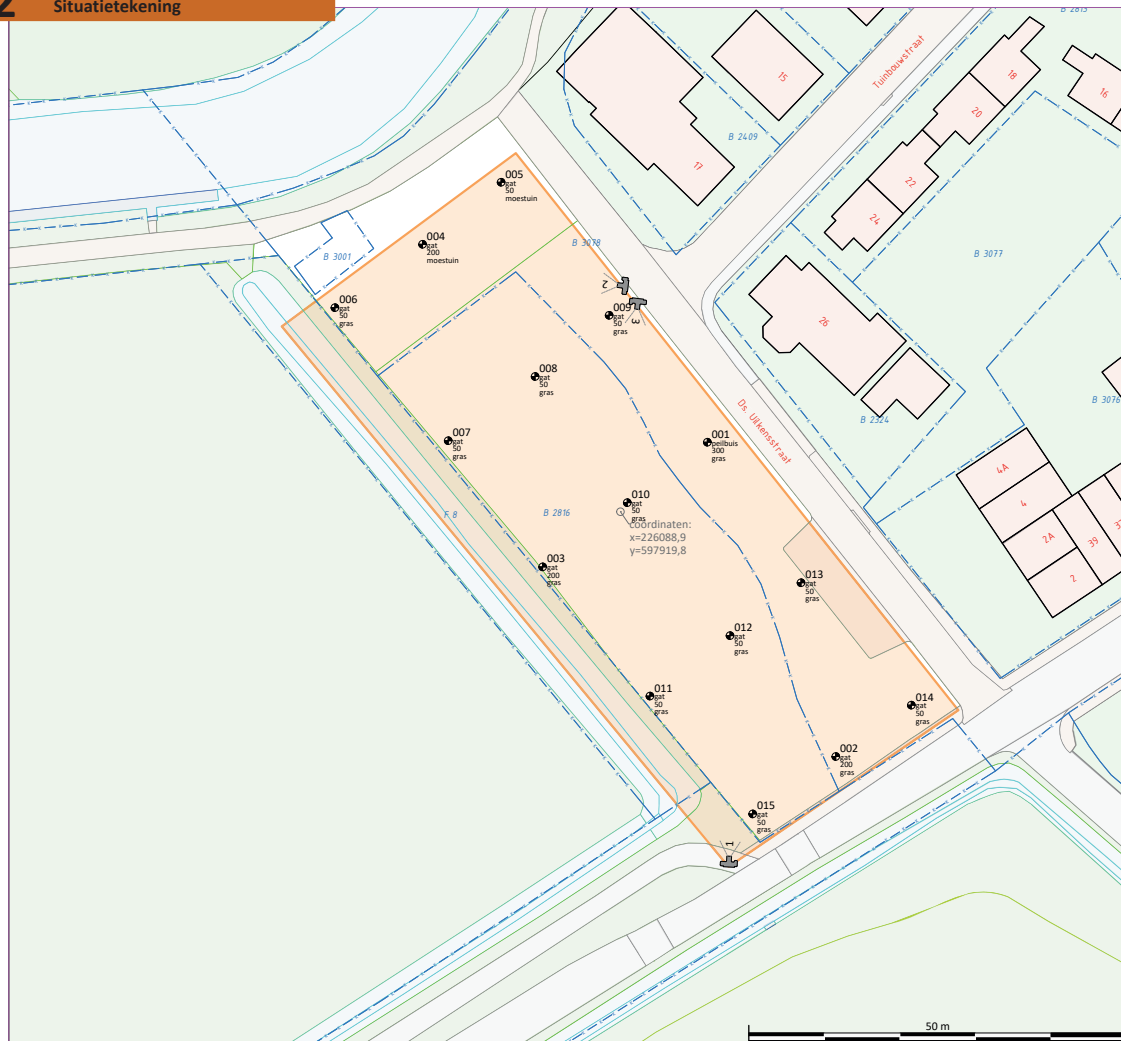 2 Situatietekening
B 2815
15
Tuinbouwstraat
18
16
20
B 2409
17
22
24
005
gat
50
moestuin
004
gat
200
moestuin
B 3078
B 3001
B 3077
2
3
006
gat
50
gras
009
gat
50
gras
26
008
gat
50
gras
B 3076
Ds. Uilkensstraat
B 2324
007
gat
50
gras
001
peilbuis
300
gras
4A
4
010
gat
50
gras
F 8
B 2816
coördinaten:
x=226088,9
y=597919,8
2A
39
2
003
gat
200
gras
013
gat
50
gras
012
gat
50
gras
011
gat
50
gras
014
gat
50
gras
002
gat
200
gras
015
gat
50
gras
1
50 m